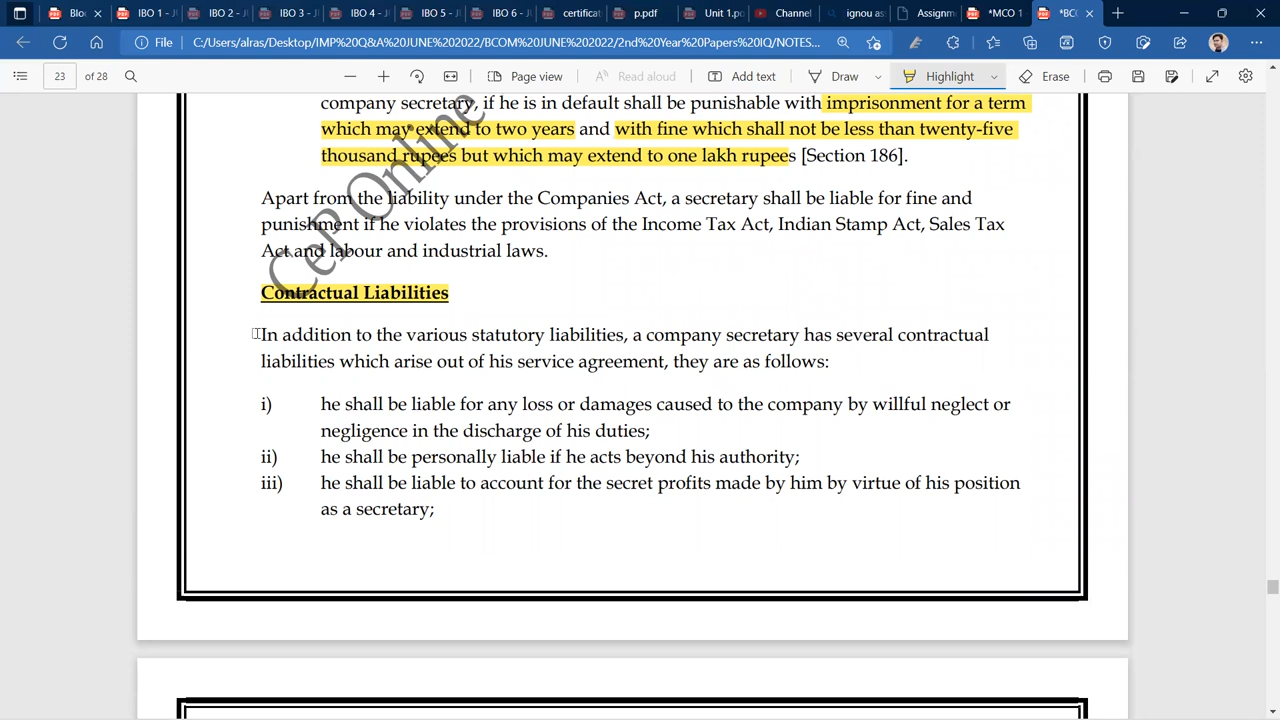 Blo
IBO 1 - J
IBO 2 - J
IBO 3 - J
IBO 4 - J
IBO 5 - J
IBO 6 - J
certificat
p.pdf
Unit 1.p
Channel
ignou as
Assignm
*MCO 1
*BC
File
C:/Users/alras/Desktop/IMP%20Q&A%20JUNE%202022/BCOM%20JUNE%202022/2nd%20Year%20Papers%20IQ/NOTES...
23 of 28
Page view
Read aloud
Add text
Draw
Highlight
Erase
company secretary, if he is in default shall be punishable with imprisonment for a term
which may extend to two years and with fine which shall not be less than twenty-five
thousand rupees but which may extend to one lakh rupees [Section 186].
Apart from the liability under the Companies Act, a secretary shall be liable for fine and
punishment if he violates the provisions of the Income Tax Act, Indian Stamp Act, Sales Tax
Act and labour and industrial laws.
CeP Online
Contractual Liabilities
In addition to the various statutory liabilities, a company secretary has several contractual
liabilities which arise out of his service agreement, they are as follows:
i) he shall be liable for any loss or damages caused to the company by willful neglect or
negligence in the discharge of his duties;
ii) he shall be personally liable if he acts beyond his authority;
iii) he shall be liable to account for the secret profits made by him by virtue of his position
as a secretary;